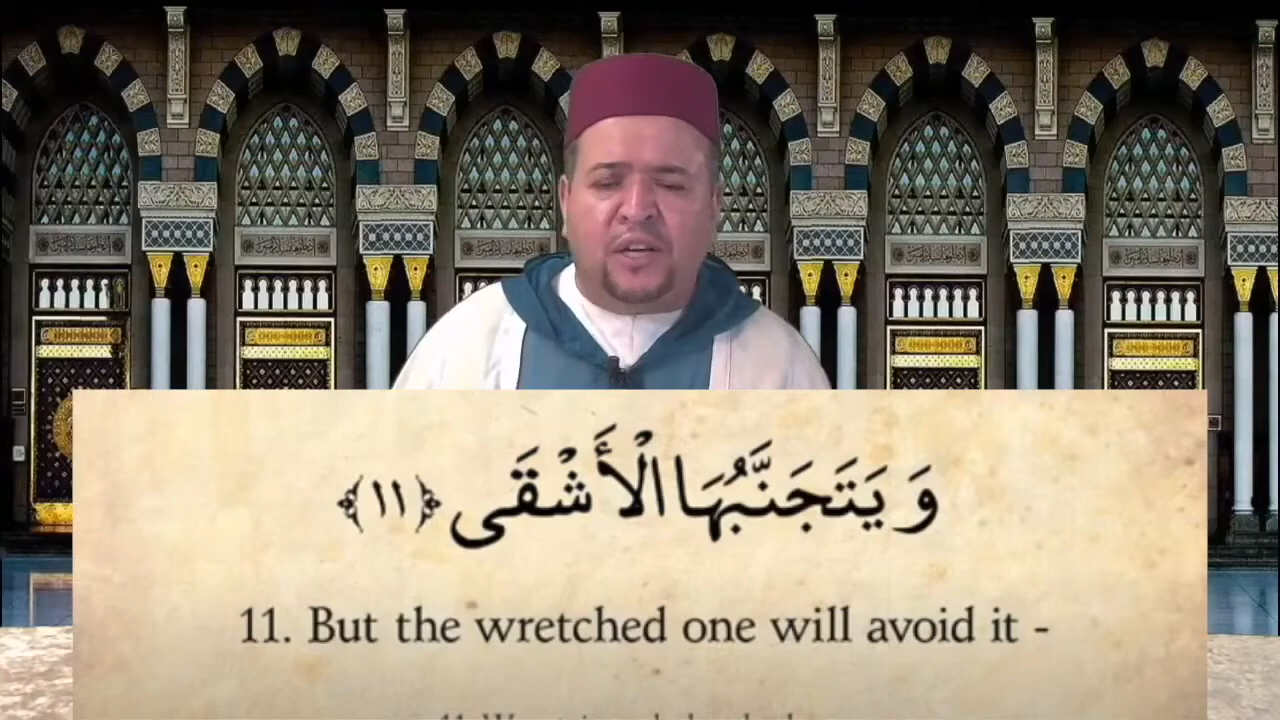 وَيَتَجَنَّبُهَا الْأَشْقَى ﴿١١﴾
11. But the wretched one will avoid it -